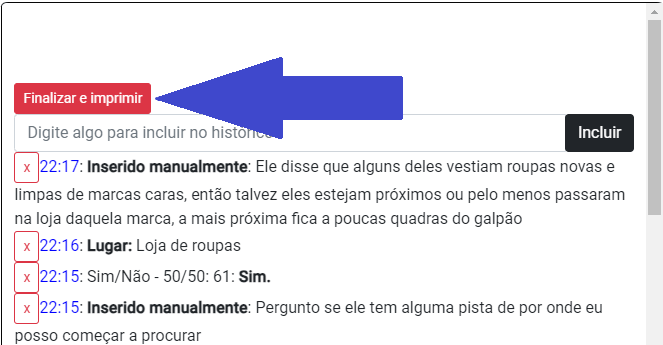 Finalizar e imprimir
Digite algo para incluir no histór
Incluir
x 22:17: Inserido manualmente: Ele disse que alguns deles vestiam roupas novas e
limpas de marcas caras, então talvez eles estejam próximos ou pelo menos passaram
na loja daquela marca, a mais próxima fica a poucas quadras do galpão
x 22:16: Lugar: Loja de roupas
x 22:15: Sim/Não - 50/50: 61: Sim.
x 22:15: Inserido manualmente: Pergunto se ele tem alguma pista de por onde eu
posso começar a procurar